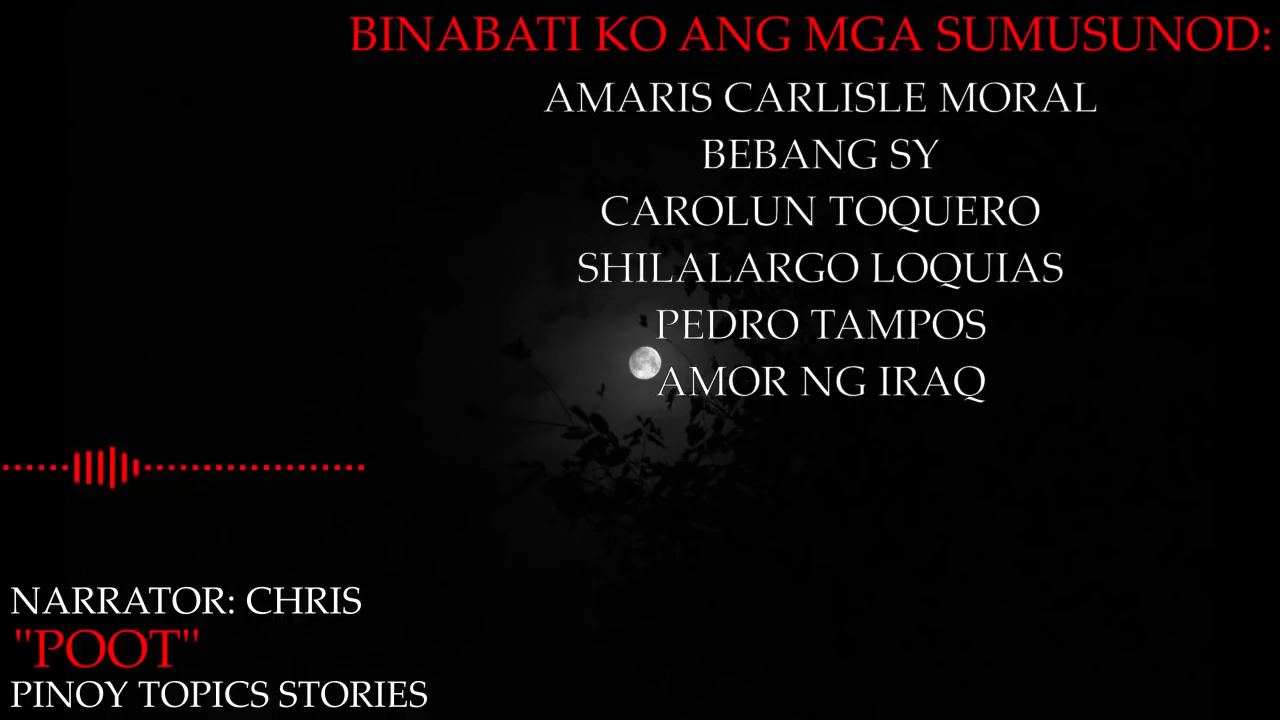 BINABATI KO ANG MGA SUMUSUNOD:
AMARIS CARLISLE MORAL
BEBANG SY
CAROLUN TOQUERO
SHILALARGO LOQUIAS
PEDRO TAMPOS
AMOR NG IRAQ
NARRATOR: CHRIS
"POOT"
PINOY TOPICS STORIES